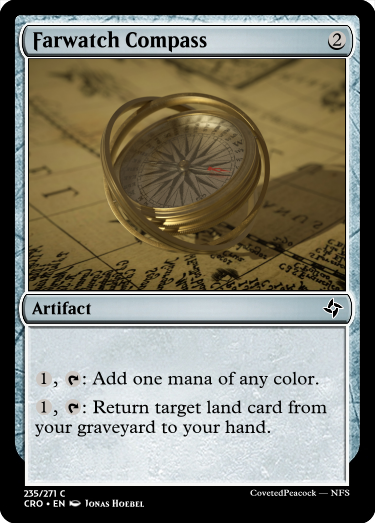 Farwatch Compass 2
Artifact
1, T: Add one mana of any color.
1, T: Return target land card from
your graveyard to your hand.
235/271 C
CRO • EN Jonas Hoebel
CovetedPeacock — NFS